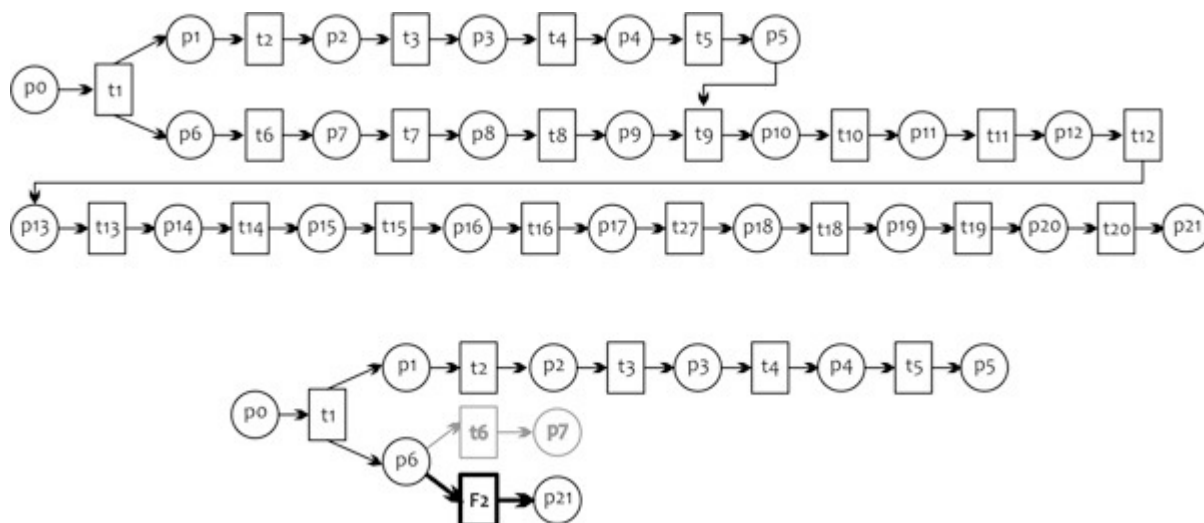 p1 t2 p2 t3 p3 t4 p4 t5 p5
p0 t1
p6 t6 p7 t7 p8 t8 p9 t9 p10 t10 p11 t11 p12 t12
p13 t13 p14 t14 p15 t15 p16 t16 p17 t27 p18 t18 p19 t19 p20 t20 p21
p1 t2 p2 t3 p3 t4 p4 t5 p5
p0 t1
t6 p7
p6
F2 p21